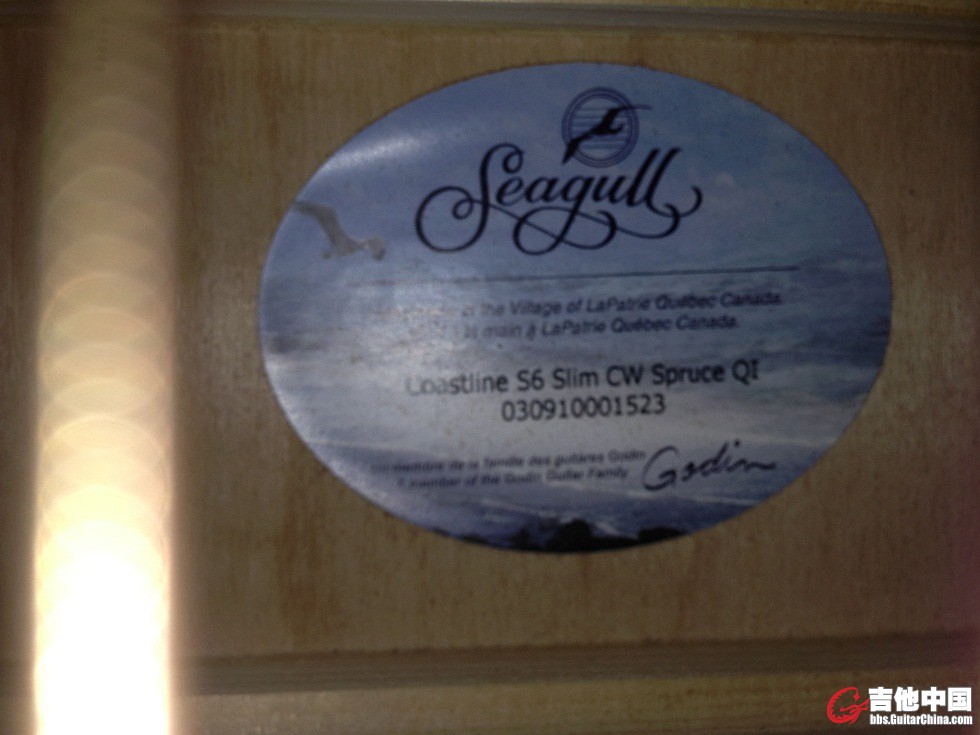 Seagull
in the Village of LaPatrie Québec Canada.
main à LaPatrie Québec Canada.
Coastline S6 Slim CW Spruce QI
030910001523
membre de la famille des guitares Godin
member of the Godin Guitar Family
Godin
吉他中国
bbs.GuitarChina.com